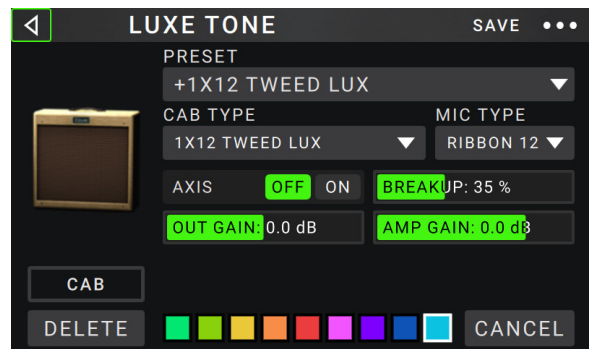 LUXE TONE
SAVE
PRESET
+1X12 TWEED LUX
CAB TYPE
MIC TYPE
1X12 TWEED LUX
RIBBON 12
AXIS OFF ON
BREAKUP: 35 %
OUT GAIN: 0.0 dB
AMP GAIN: 0.0 dB
CAB
DELETE
CANCEL